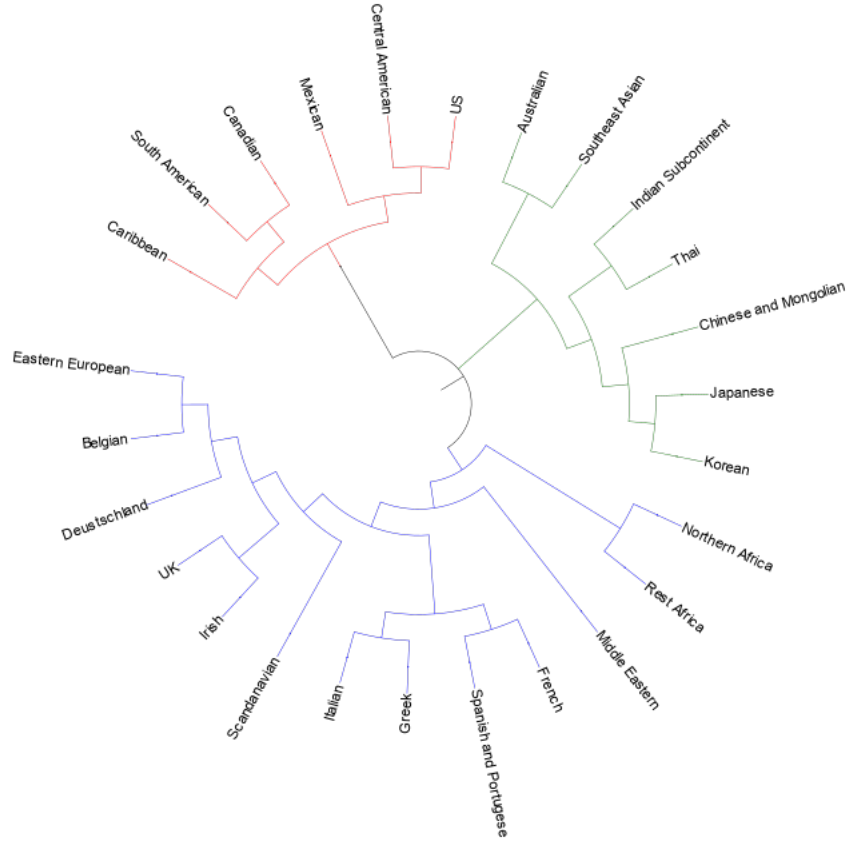 Central American
US
Mexican
Canadian
South American
Caribbean
Australian
Southeast Asian
Indian Subcontinent
Thai
Chinese and Mongolian
Japanese
Korean
Northern Africa
Rest Africa
Middle Eastern
French
Spanish and Portugese
Greek
Italian
Scandanavian
Irish
UK
Deustschland
Belgian
Eastern European